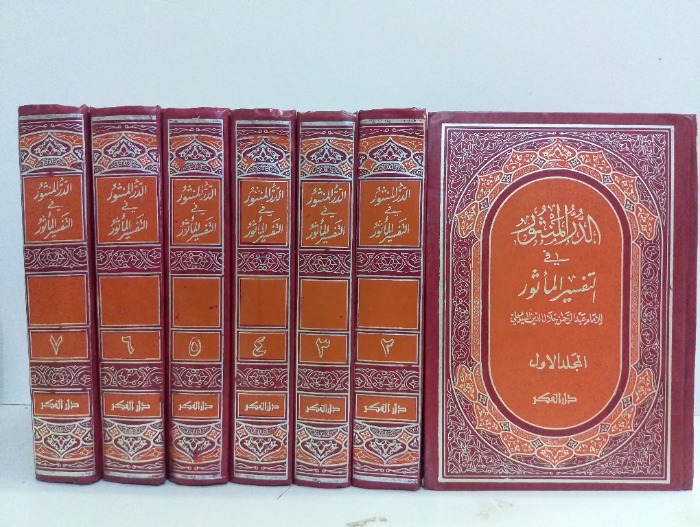 الدر المنثور
في
التفسير المأثور
٧
دار الفكر
الدر المنثور
في
التفسير المأثور
٦
دار الفكر
الدر المنثور
في
التفسير المأثور
٥
دار الفكر
الدر المنثور
في
التفسير المأثور
٤
دار الفكر
الدر المنثور
في
التفسير المأثور
٣
دار الفكر
الدر المنثور
في
التفسير المأثور
٢
دار الفكر
الدر المنثور
في
التفسير المأثور
للإمام عبد الرحمن جلال الدين السيوطي
المجلد الاول
دار الفكر